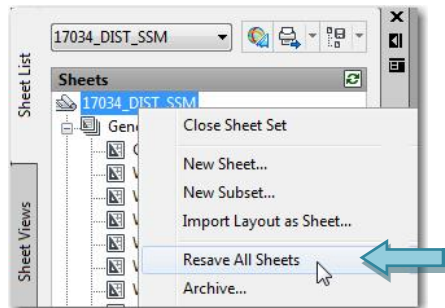 17034_DIST_SSM
Sheet List
Sheets
17034_DIST_SSM
Gene
Close Sheet Set
New Sheet...
New Subset...
Import Layout as Sheet...
Sheet Views
Resave All Sheets
Archive...